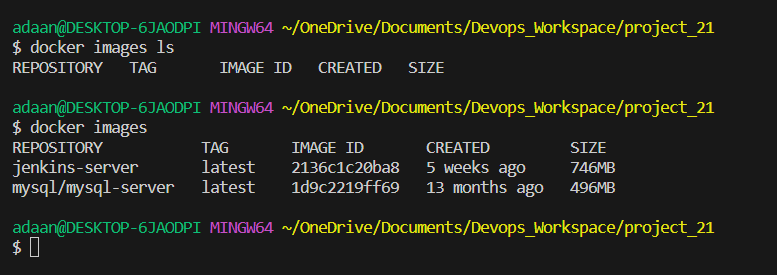 adaan@DESKTOP-6JAODPI MINGW64 ~/OneDrive/Documents/Devops_Workspace/project_21
$ docker images ls
REPOSITORY   TAG       IMAGE ID   CREATED   SIZE
adaan@DESKTOP-6JAODPI MINGW64 ~/OneDrive/Documents/Devops_Workspace/project_21
$ docker images
REPOSITORY           TAG       IMAGE ID       CREATED         SIZE
jenkins-server       latest    2136c1c20ba8   5 weeks ago     746MB
mysql/mysql-server   latest    1d9c2219ff69   13 months ago   496MB
adaan@DESKTOP-6JAODPI MINGW64 ~/OneDrive/Documents/Devops_Workspace/project_21
$